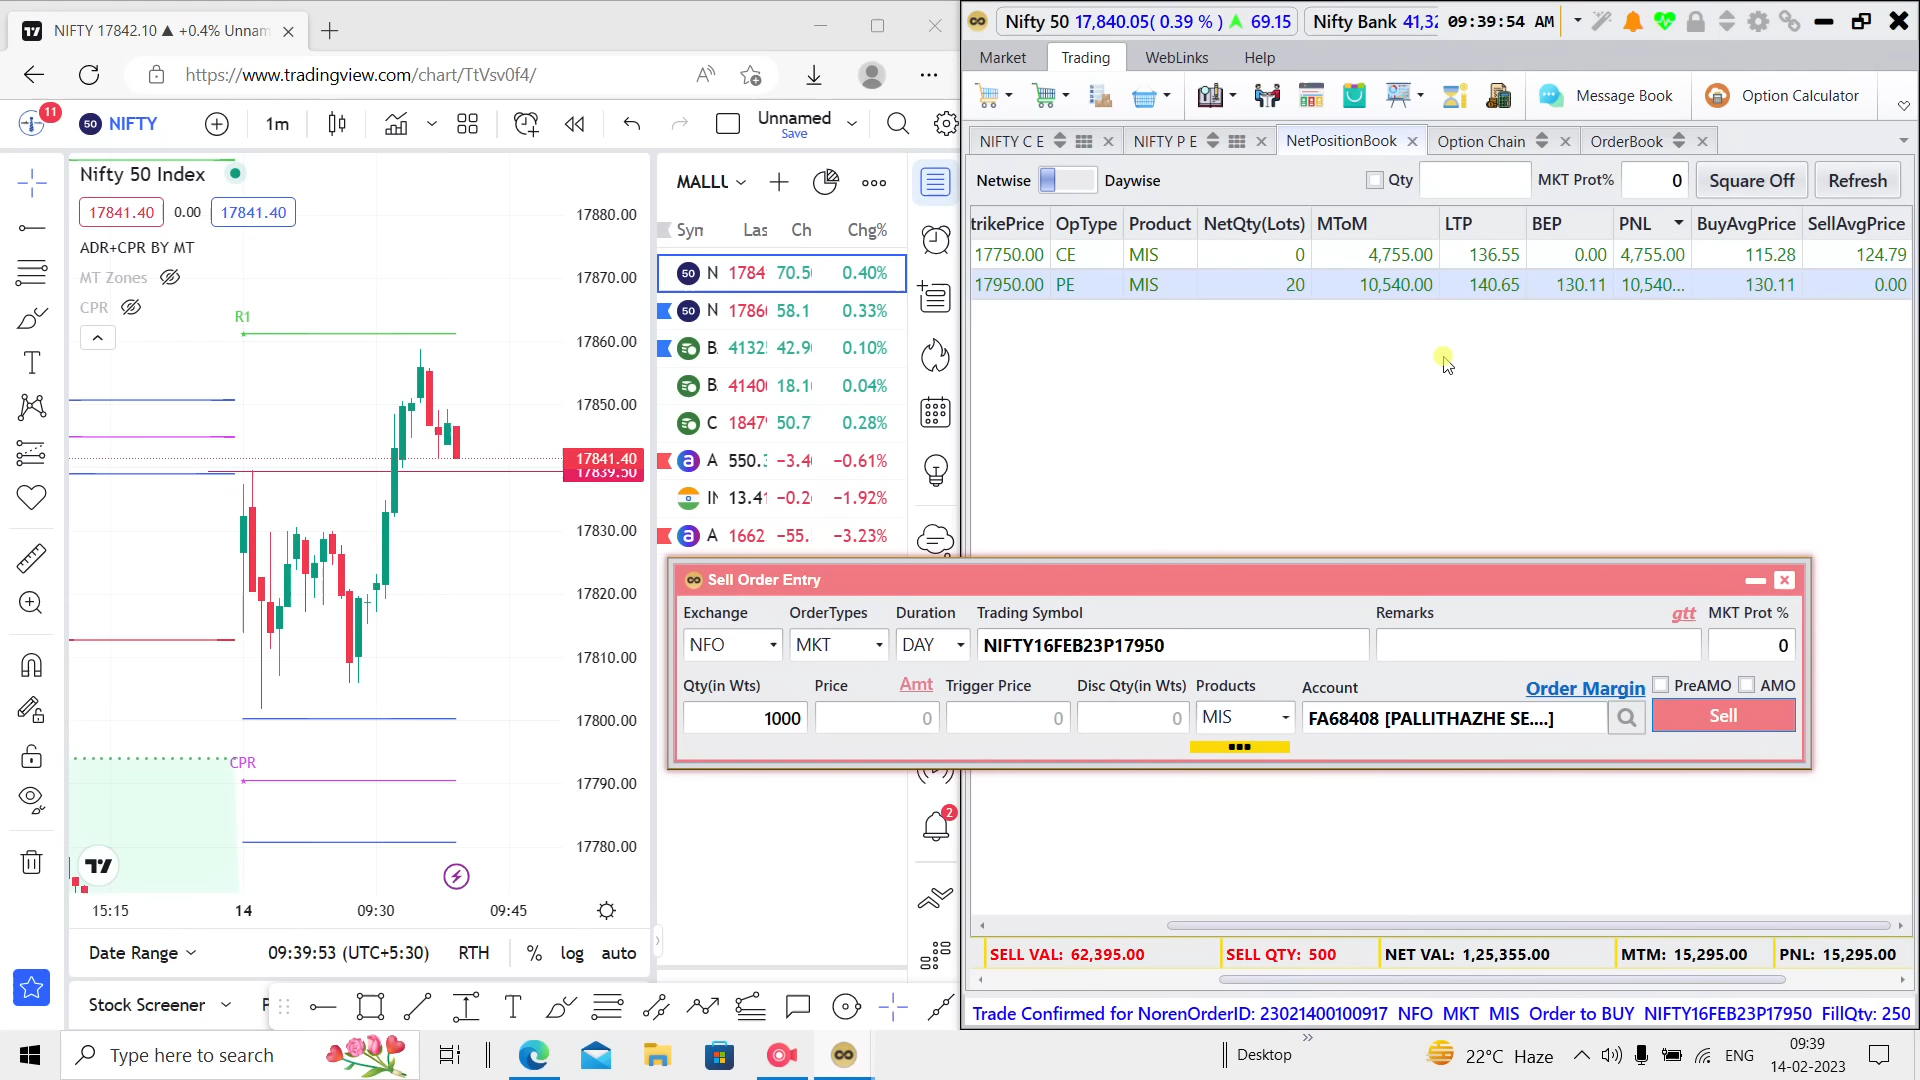 NIFTY 17842.10 ▲ +0.4% Unnam
https://www.tradingview.com/chart/TtVsv0f4/
11
50 NIFTY
1m
Unnamed
Save
Nifty 50 Index
17841.40 0.00 17841.40
ADR+CPR BY MT
MT Zones
CPR
R1
CPR
17880.00
17870.00
17860.00
17850.00
17841.40
17839.50
17830.00
17820.00
17810.00
17800.00
17790.00
17780.00
15:15 14 09:30 09:45
Date Range 09:39:53 (UTC+5:30) RTH % log auto
Stock Screener
MALLU
Chg%
50 N 0.40%
50 N 0.33%
B. 0.10%
B. 0.04%
C 0.28%
A −0.61%
−1.92%
A −3.23%
2
Nifty 50 17,840.05( 0.39 % ) 69.15 Nifty Bank 09:39:54 AM
Market Trading WebLinks Help
Message Book Option Calculator
NIFTY C E NIFTY P E NetPositionBook Option Chain OrderBook
Netwise Daywise Qty MKT Prot% 0 Square Off Refresh
trikePrice OpType Product NetQty(Lots) MToM LTP BEP PNL BuyAvgPrice SellAvgPrice
17750.00 CE MIS 0 4,755.00 136.55 0.00 4,755.00 115.28 124.79
17950.00 PE MIS 20 10,540.00 140.65 130.11 10,540... 130.11 0.00
Sell Order Entry
Exchange OrderTypes Duration Trading Symbol Remarks gtt MKT Prot %
NFO MKT DAY NIFTY16FEB23P17950 0
Qty(in Wts) Price Amt Trigger Price Disc Qty(in Wts) Products Account Order Margin PreAMO AMO
1000 0 0 0 MIS FA68408 [PALLITHAZHE SE....] Sell
SELL VAL: 62,395.00 SELL QTY: 500 NET VAL: 1,25,355.00 MTM: 15,295.00 PNL: 15,295.00
Trade Confirmed for NorenOrderID: 23021400100917 NFO MKT MIS Order to BUY NIFTY16FEB23P17950 FillQty: 250
Type here to search
Desktop
22°C Haze
ENG
09:39
14-02-2023